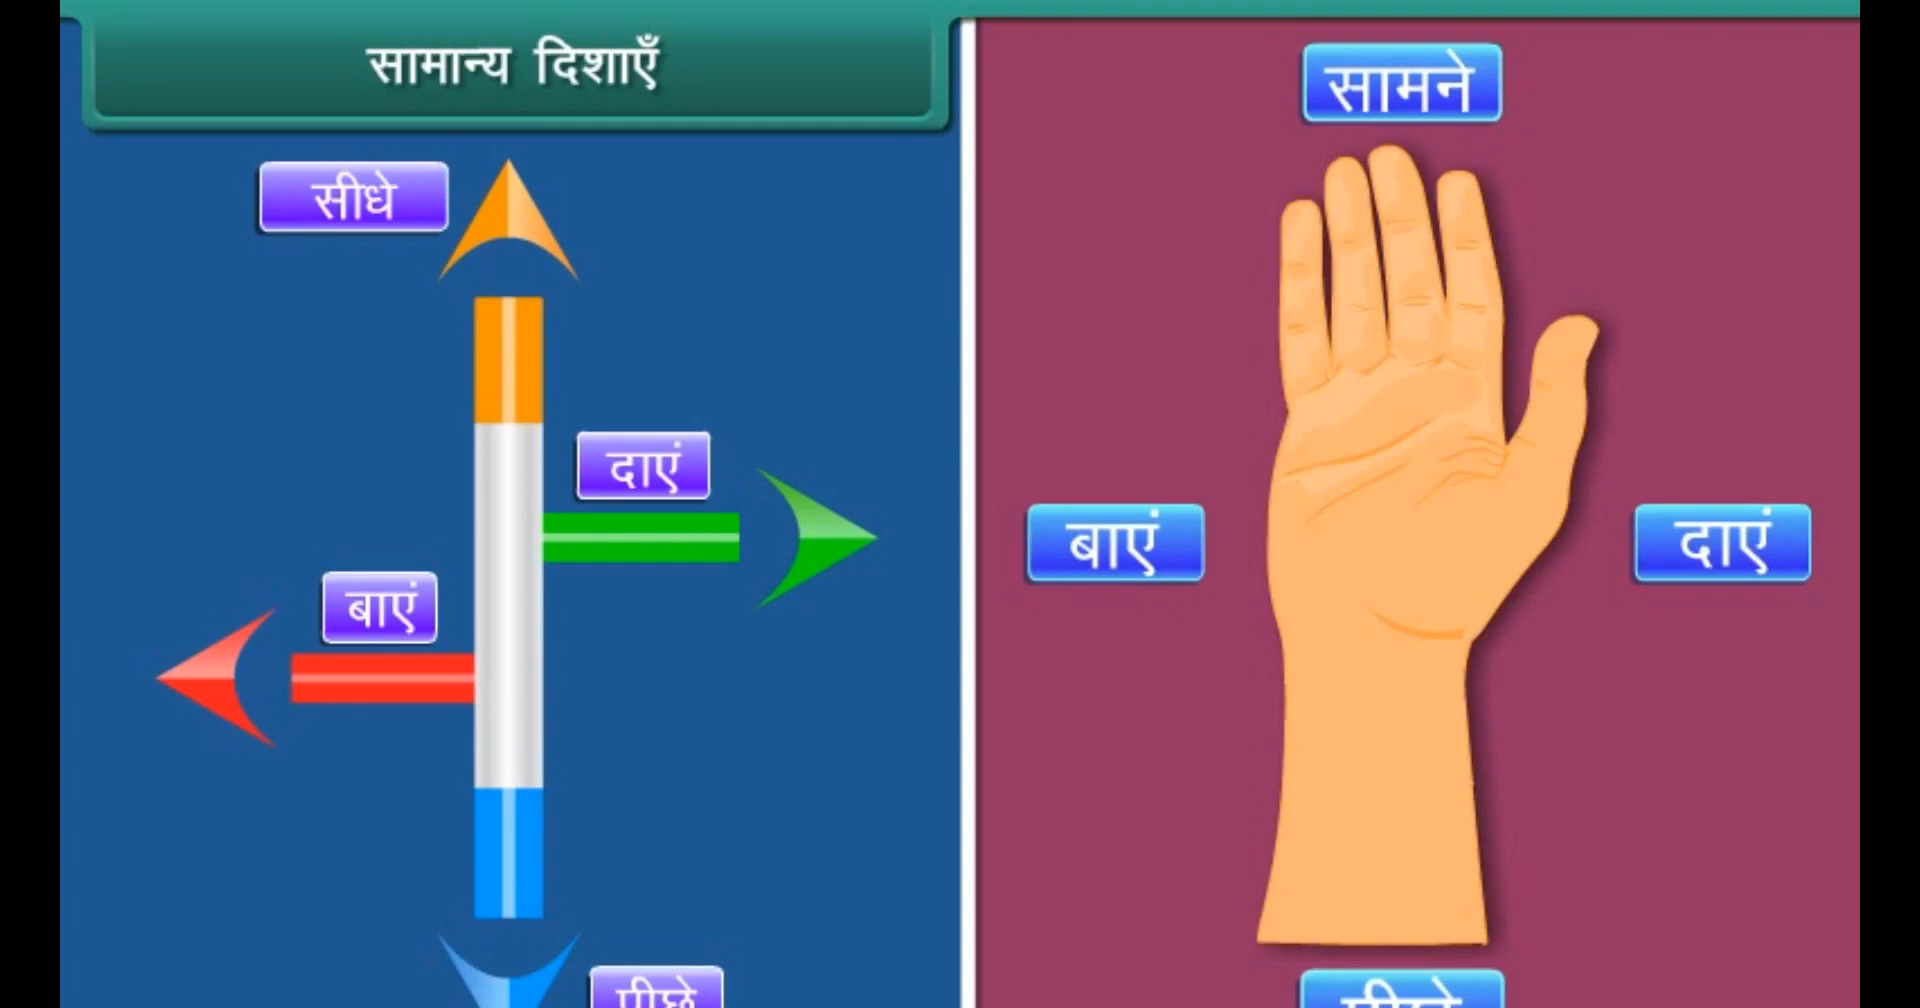 सामान्य दिशाएँ
सीधे
दाएं
बाएं
पीछे
सामने
बाएं
दाएं